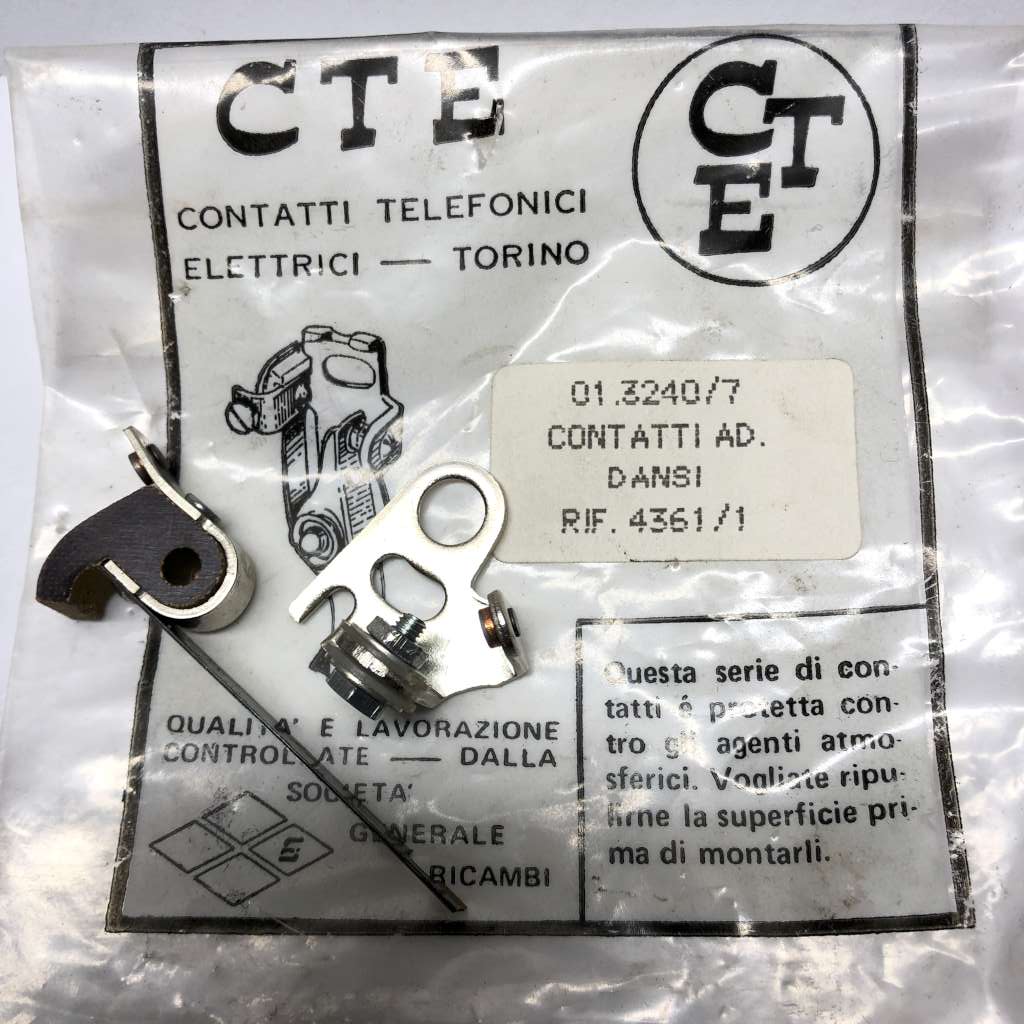 CTE
CTE
CONTATTI TELEFONICI
ELETTRICI — TORINO
01.3240/7
CONTATTI AD.
DANSI
RIF. 4361/1
QUALITA' E LAVORAZIONE
CONTROLLATE — DALLA
SOCIETA'
GENERALE
RICAMBI
Questa serie di con-
tatti é protetta con-
tro gli agenti atmo-
sferici. Vogliate ripu-
lirne la superficie pri-
ma di montarli.